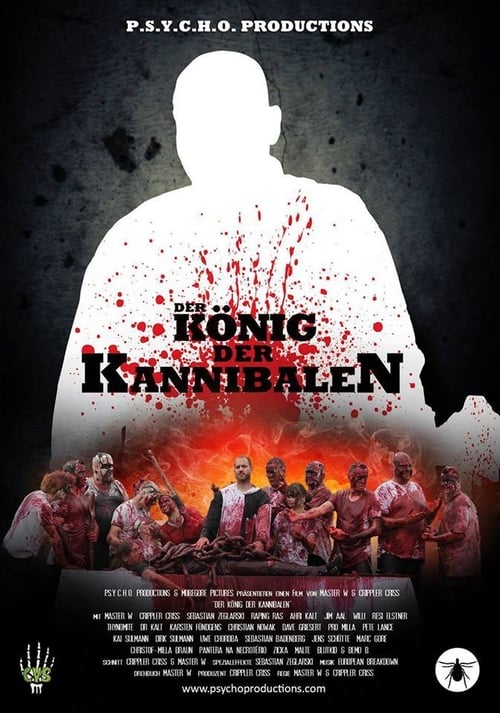 P.S.Y.C.H.O. PRODUCTIONS
DER
KÖNIG
DER
KANNIBALEN
P.S.Y.C.H.O. PRODUCTIONS & MOREGORE PICTURES PRÄSENTIEREN EINEN FILM VON MASTER W & CRIPPLER CRISS
"DER KÖNIG DER KANNIBALEN"
MIT MASTER W CRIPPLER CRISS SEBASTIAN ZEGLARSKI RAPING RAS AHRI KALT JIM AAL WILLI RESI ELSTNER
THYNOMITE DR KALT KARSTEN FÜNDGENS CHRISTIAN NOWAK DAVE GRIESERT PRO MILLA PETE LANCE
KAI SULMANN DIRK SULMANN UWE CHOROBA SEBASTIAN BADENBERG JENS SCHÜTTE MARC GORE
CHRISTOF-MILLA BRAUN PANTERA NA NECROTÉRIO ZICKA MALTE BLUTKID & BEMO B.
SCHNITT CRIPPLER CRISS & MASTER W SPEZIALEFFEKTE SEBASTIAN ZEGLARSKI MUSIK EUROPEAN BREAKDOWN
DREHBUCH MASTER W PRODUZENT CRIPPLER CRISS REGIE MASTER W & CRIPPLER CRISS
www.psychoproductions.com